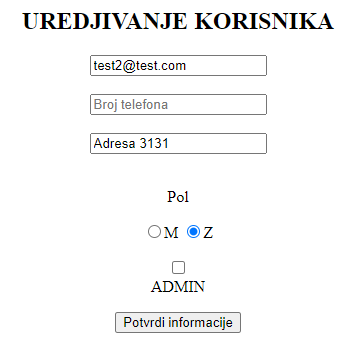 UREDJIVANJE KORISNIKA
test2@test.com
Broj telefona
Adresa 3131
Pol
M Z
ADMIN
Potvrdi informacije